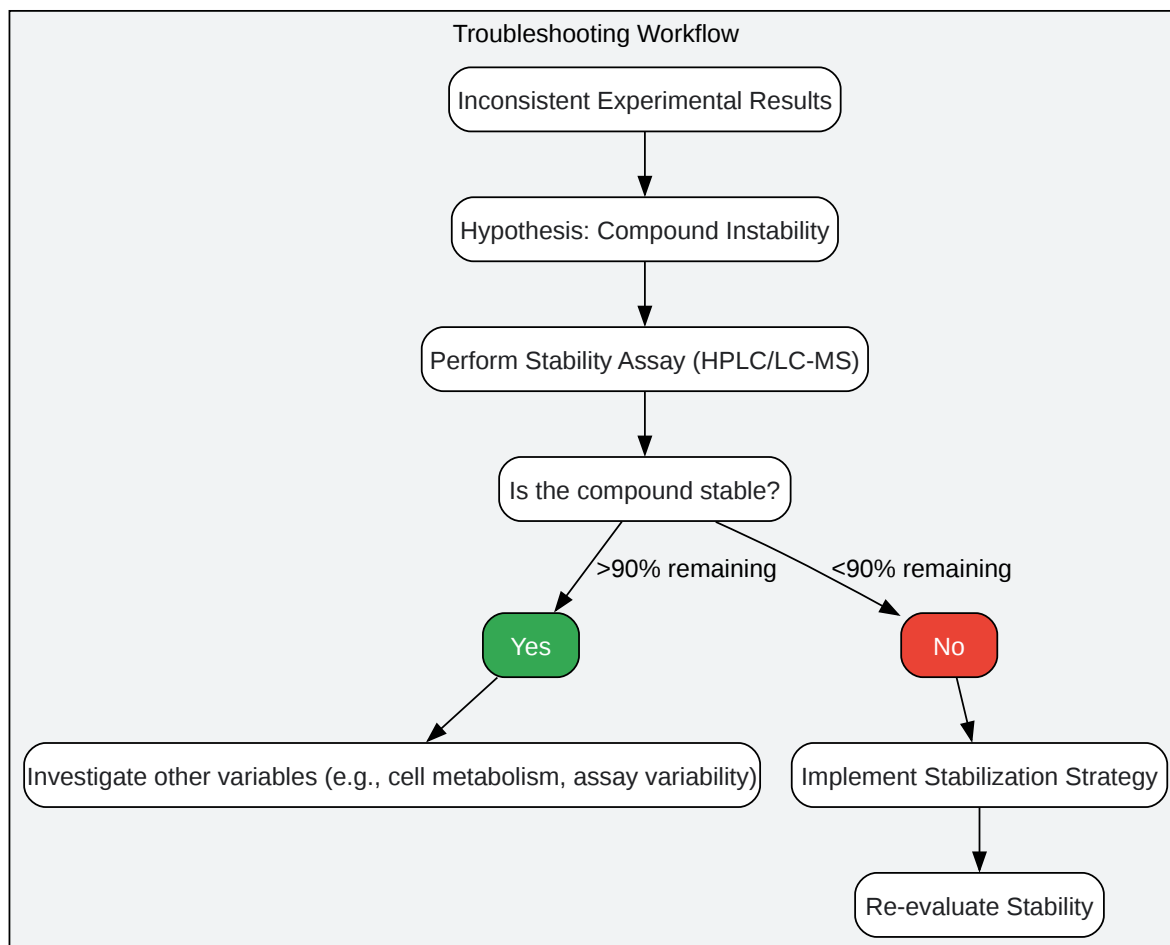 Troubleshooting Workflow
Inconsistent Experimental Results
Hypothesis: Compound Instability
Perform Stability Assay (HPLC/LC-MS)
Is the compound stable?
>90% remaining
<90% remaining
Yes
No
Investigate other variables (e.g., cell metabolism, assay variability)
Implement Stabilization Strategy
Re-evaluate Stability